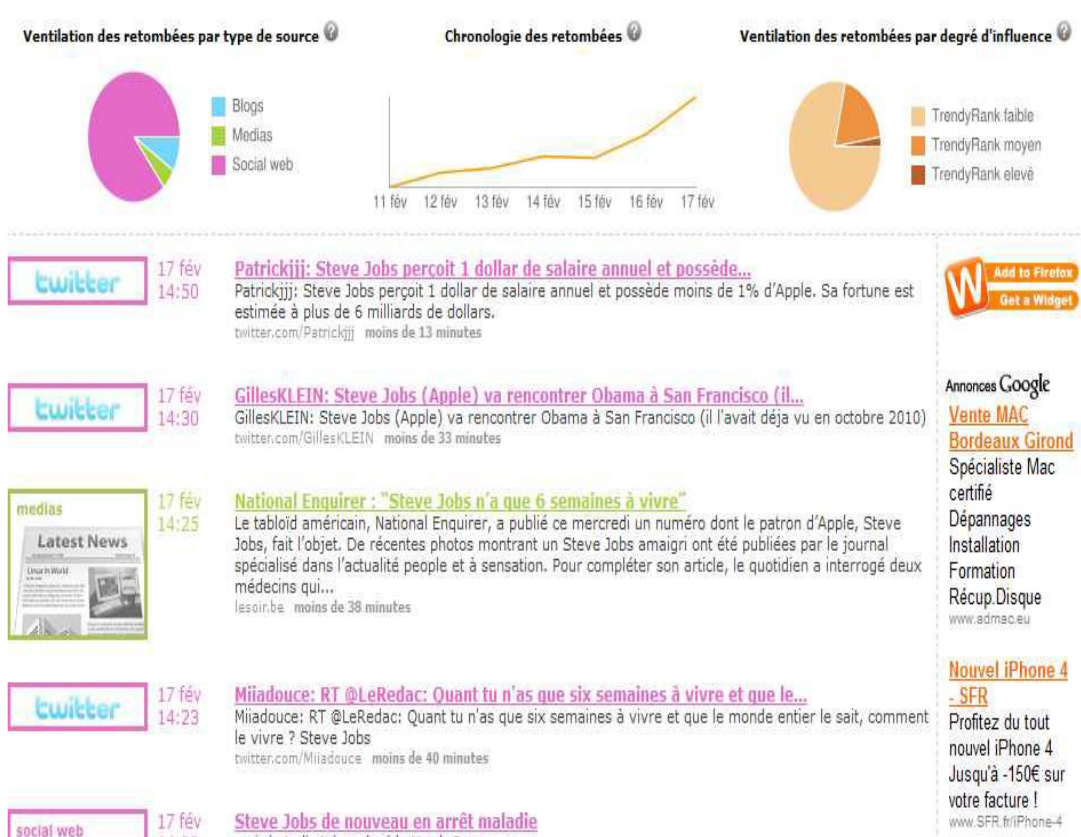 Ventilation des retombées par type de source ?
Blogs
Medias
Social web
Chronologie des retombées ?
11 fév 12 fév 13 fév 14 fév 15 fév 16 fév 17 fév
Ventilation des retombées par degré d'influence ?
TrendyRank faible
TrendyRank moyen
TrendyRank elevé
twitter
17 fév
14:50
Patrickjjj: Steve Jobs perçoit 1 dollar de salaire annuel et possède...
Patrickjjj: Steve Jobs perçoit 1 dollar de salaire annuel et possède moins de 1% d'Apple. Sa fortune est
estimée à plus de 6 milliards de dollars.
twitter.com/Patrickjjj moins de 13 minutes
twitter
17 fév
14:30
GillesKLEIN: Steve Jobs (Apple) va rencontrer Obama à San Francisco (il...
GillesKLEIN: Steve Jobs (Apple) va rencontrer Obama à San Francisco (il l'avait déja vu en octobre 2010)
twitter.com/GillesKLEIN moins de 33 minutes
medias
Latest News
Linux In World
17 fév
14:25
National Enquirer : "Steve Jobs n'a que 6 semaines à vivre"
Le tabloïd américain, National Enquirer, a publié ce mercredi un numéro dont le patron d'Apple, Steve
Jobs, fait l'objet. De récentes photos montrant un Steve Jobs amaigri ont été publiées par le journal
spécialisé dans l'actualité people et à sensation. Pour compléter son article, le quotidien a interrogé deux
médecins qui...
lesoir.be moins de 38 minutes
twitter
17 fév
14:23
Miiadouce: RT @LeRedac: Quant tu n'as que six semaines à vivre et que le...
Miiadouce: RT @LeRedac: Quant tu n'as que six semaines à vivre et que le monde entier le sait, comment
le vivre ? Steve Jobs
twitter.com/Miiadouce moins de 40 minutes
social web
17 fév
Steve Jobs de nouveau en arrêt maladie
W
Add to Firefox
Get a Widget
Annonces Google
Vente MAC
Bordeaux Girond
Spécialiste Mac
certifié
Dépannages
Installation
Formation
Récup.Disque
www.admac.eu
Nouvel iPhone 4
- SFR
Profitez du tout
nouvel iPhone 4
Jusqu'à -150€ sur
votre facture !
www.SFR.fr/iPhone-4